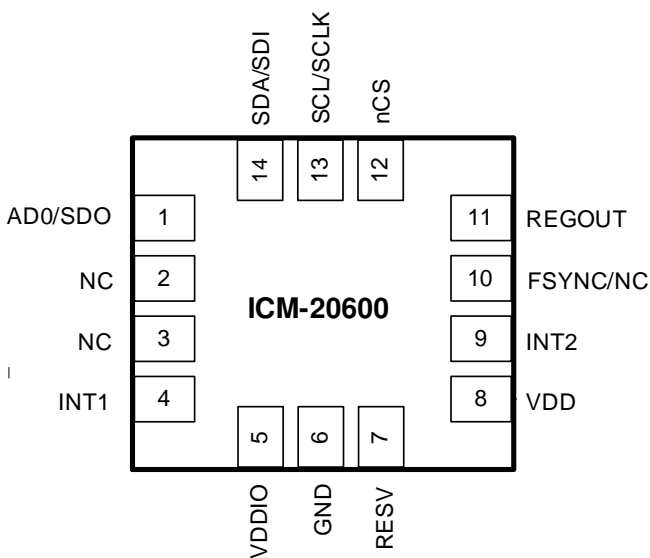 SDA/SDI
SCL/SCLK
nCS
14
13
12
AD0/SDO
1
11
REGOUT
NC
2
10
FSYNC/NC
ICM-20600
NC
3
9
INT2
INT1
4
8
VDD
5
6
7
VDDIO
GND
RESV